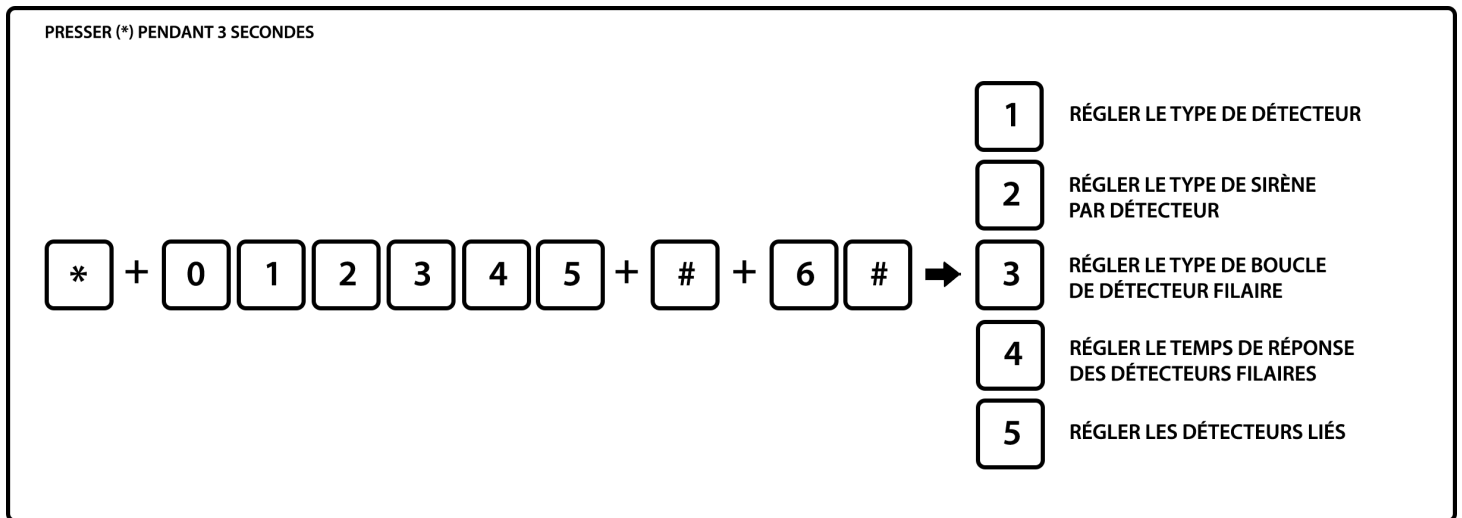 PRESSER (*) PENDANT 3 SECONDES
1 RÉGLER LE TYPE DE DÉTECTEUR
2 RÉGLER LE TYPE DE SIRÈNE
PAR DÉTECTEUR
* + 0 1 2 3 4 5 + # + 6 # ➡ 3 RÉGLER LE TYPE DE BOUCLE
DE DÉTECTEUR FILAIRE
4 RÉGLER LE TEMPS DE RÉPONSE
DES DÉTECTEURS FILAIRES
5 RÉGLER LES DÉTECTEURS LIÉS